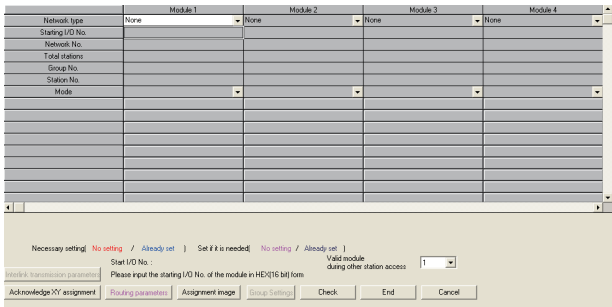 Module 1 Module 2 Module 3 Module 4
Network type None None None None
Starting I/O No.
Network No.
Total stations
Group No.
Station No.
Mode
Necessary setting( No setting / Already set ) Set if it is needed( No setting / Already set )
Start I/O No. : Valid module during other station access 1
Interlink transmission parameters Please input the starting I/O No. of the module in HEX(16 bit) form
Acknowledge XY assignment Routing parameters Assignment image Group Settings Check End Cancel